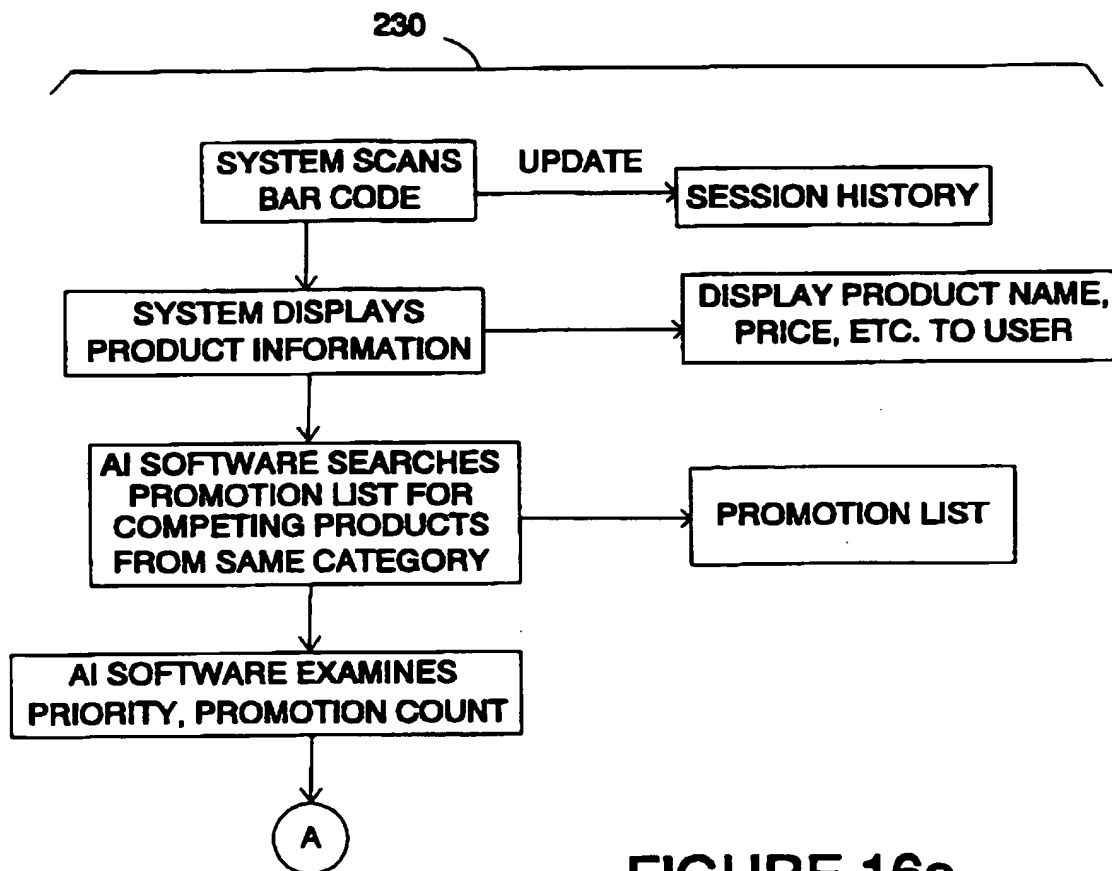 230
SYSTEM SCANS
BAR CODE
UPDATE
SESSION HISTORY
SYSTEM DISPLAYS
PRODUCT INFORMATION
DISPLAY PRODUCT NAME,
PRICE, ETC. TO USER
AI SOFTWARE SEARCHES
PROMOTION LIST FOR
COMPETING PRODUCTS
FROM SAME CATEGORY
PROMOTION LIST
AI SOFTWARE EXAMINES
PRIORITY, PROMOTION COUNT
A
FIGURE 16a